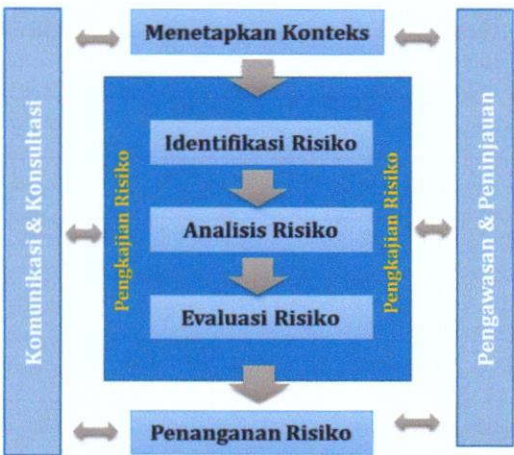 Menetapkan Konteks
Komunikasi & Konsultasi
Pengkajian Risiko
Identifikasi Risiko
Analisis Risiko
Evaluasi Risiko
Pengkajian Risiko
Pengawasan & Peninjauan
Penanganan Risiko